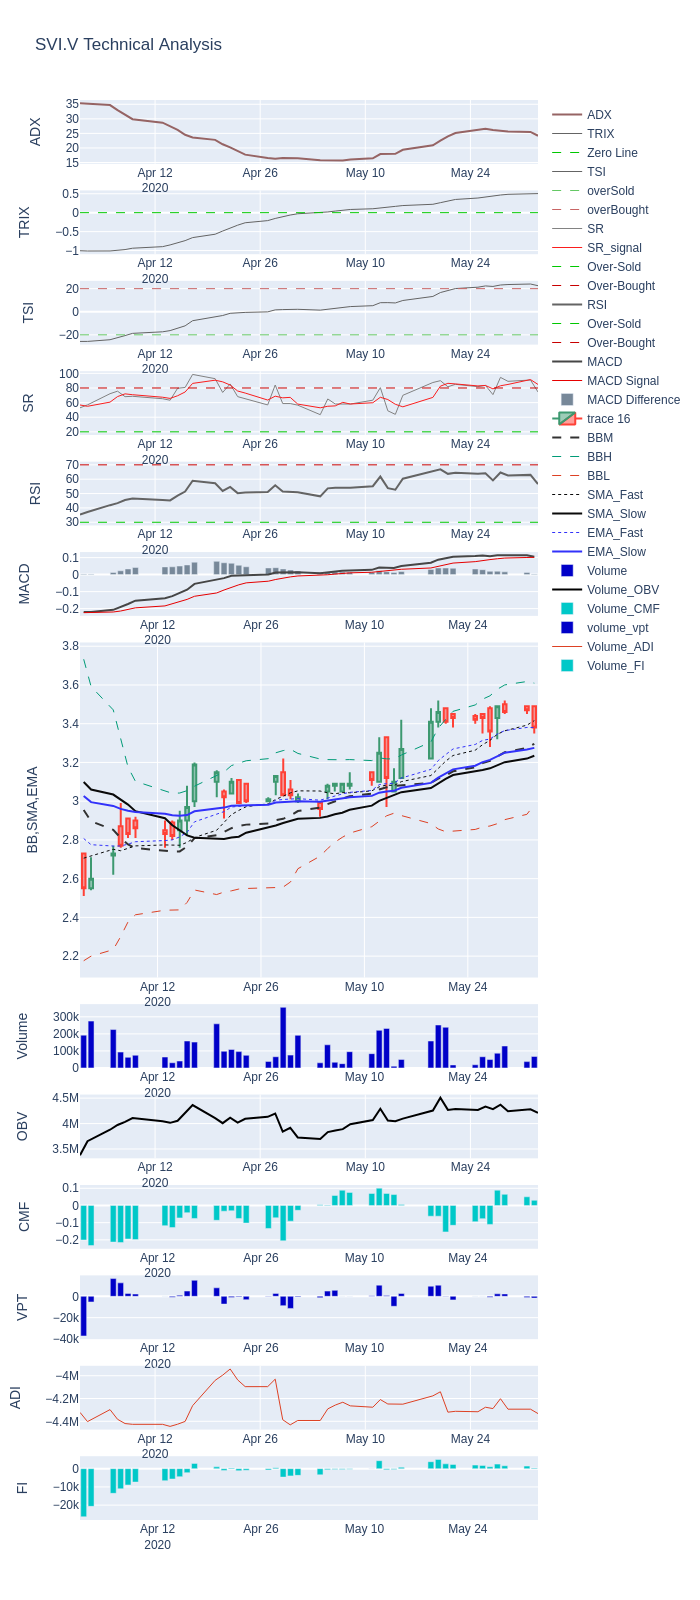 SVI.V Technical Analysis
ADX
35
30
25
20
15
Apr 12
2020
Apr 26
May 10
May 24
TRIX
0.5
0
−0.5
−1
Apr 12
2020
Apr 26
May 10
May 24
TSI
20
0
−20
Apr 12
2020
Apr 26
May 10
May 24
SR
100
80
60
40
20
Apr 12
2020
Apr 26
May 10
May 24
RSI
70
60
50
40
30
Apr 12
2020
Apr 26
May 10
May 24
MACD
0.1
0
−0.1
−0.2
Apr 12
2020
Apr 26
May 10
May 24
BB,SMA,EMA
3.8
3.6
3.4
3.2
3
2.8
2.6
2.4
2.2
Apr 12
2020
Apr 26
May 10
May 24
Volume
300k
200k
100k
0
Apr 12
2020
Apr 26
May 10
May 24
OBV
4.5M
4M
3.5M
Apr 12
2020
Apr 26
May 10
May 24
CMF
0.1
0
−0.1
−0.2
Apr 12
2020
Apr 26
May 10
May 24
VPT
0
−20k
−40k
Apr 12
2020
Apr 26
May 10
May 24
ADI
−4M
−4.2M
−4.4M
Apr 12
2020
Apr 26
May 10
May 24
FI
0
−10k
−20k
Apr 12
2020
Apr 26
May 10
May 24
ADX
TRIX
Zero Line
TSI
overSold
overBought
SR
SR_signal
Over-Sold
Over-Bought
RSI
Over-Sold
Over-Bought
MACD
MACD Signal
MACD Difference
trace 16
BBM
BBH
BBL
SMA_Fast
SMA_Slow
EMA_Fast
EMA_Slow
Volume
Volume_OBV
Volume_CMF
volume_vpt
Volume_ADI
Volume_FI